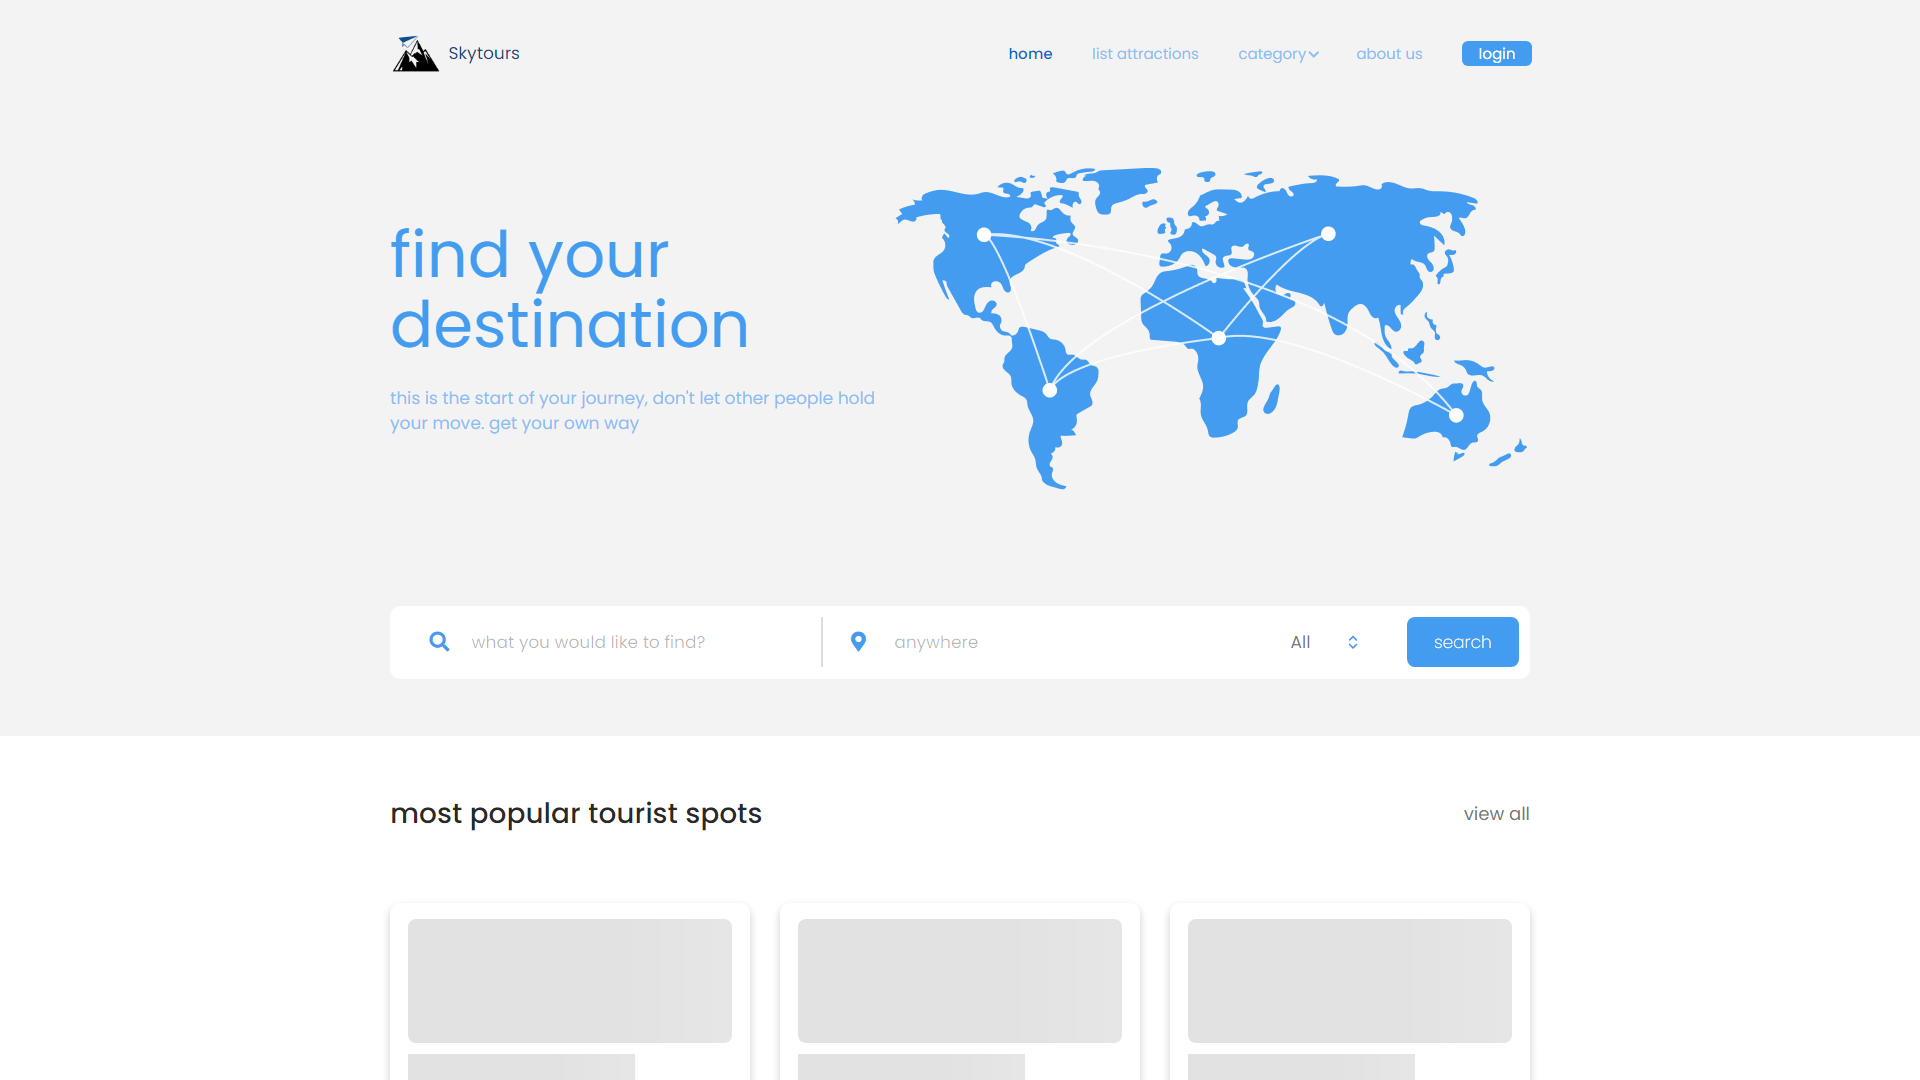 Skytours
home
list attractions
category
about us
login
find your
destination
this is the start of your journey, don't let other people hold
your move. get your own way
what you would like to find?
anywhere
All
search
most popular tourist spots
view all